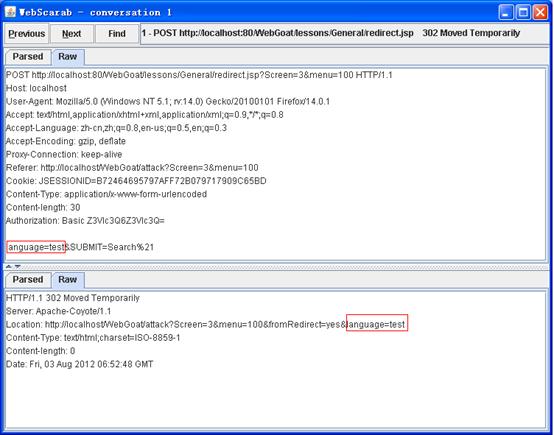 WebScarab - conversation 1
Previous Next Find 1 - POST http://localhost:80/WebGoat/lessons/General/redirect.jsp 302 Moved Temporarily
Parsed Raw
POST http://localhost:80/WebGoat/lessons/General/redirect.jsp?Screen=3&menu=100 HTTP/1.1
Host: localhost
User-Agent: Mozilla/5.0 (Windows NT 5.1; rv:14.0) Gecko/20100101 Firefox/14.0.1
Accept: text/html,application/xhtml+xml,application/xml;q=0.9,*/*;q=0.8
Accept-Language: zh-cn,zh;q=0.8,en-us;q=0.5,en;q=0.3
Accept-Encoding: gzip, deflate
Proxy-Connection: keep-alive
Referer: http://localhost/WebGoat/attack?Screen=3&menu=100
Cookie: JSESSIONID=B72464695797AFF72B079717909C65BD
Content-Type: application/x-www-form-urlencoded
Content-length: 30
Authorization: Basic Z3Vlc3Q6Z3Vlc3Q=
anguage=test&SUBMIT=Search%21
Parsed Raw
HTTP/1.1 302 Moved Temporarily
Server: Apache-Coyote/1.1
Location: http://localhost/WebGoat/attack?Screen=3&menu=100&fromRedirect=yes&language=test
Content-Type: text/html;charset=ISO-8859-1
Content-length: 0
Date: Fri, 03 Aug 2012 06:52:48 GMT